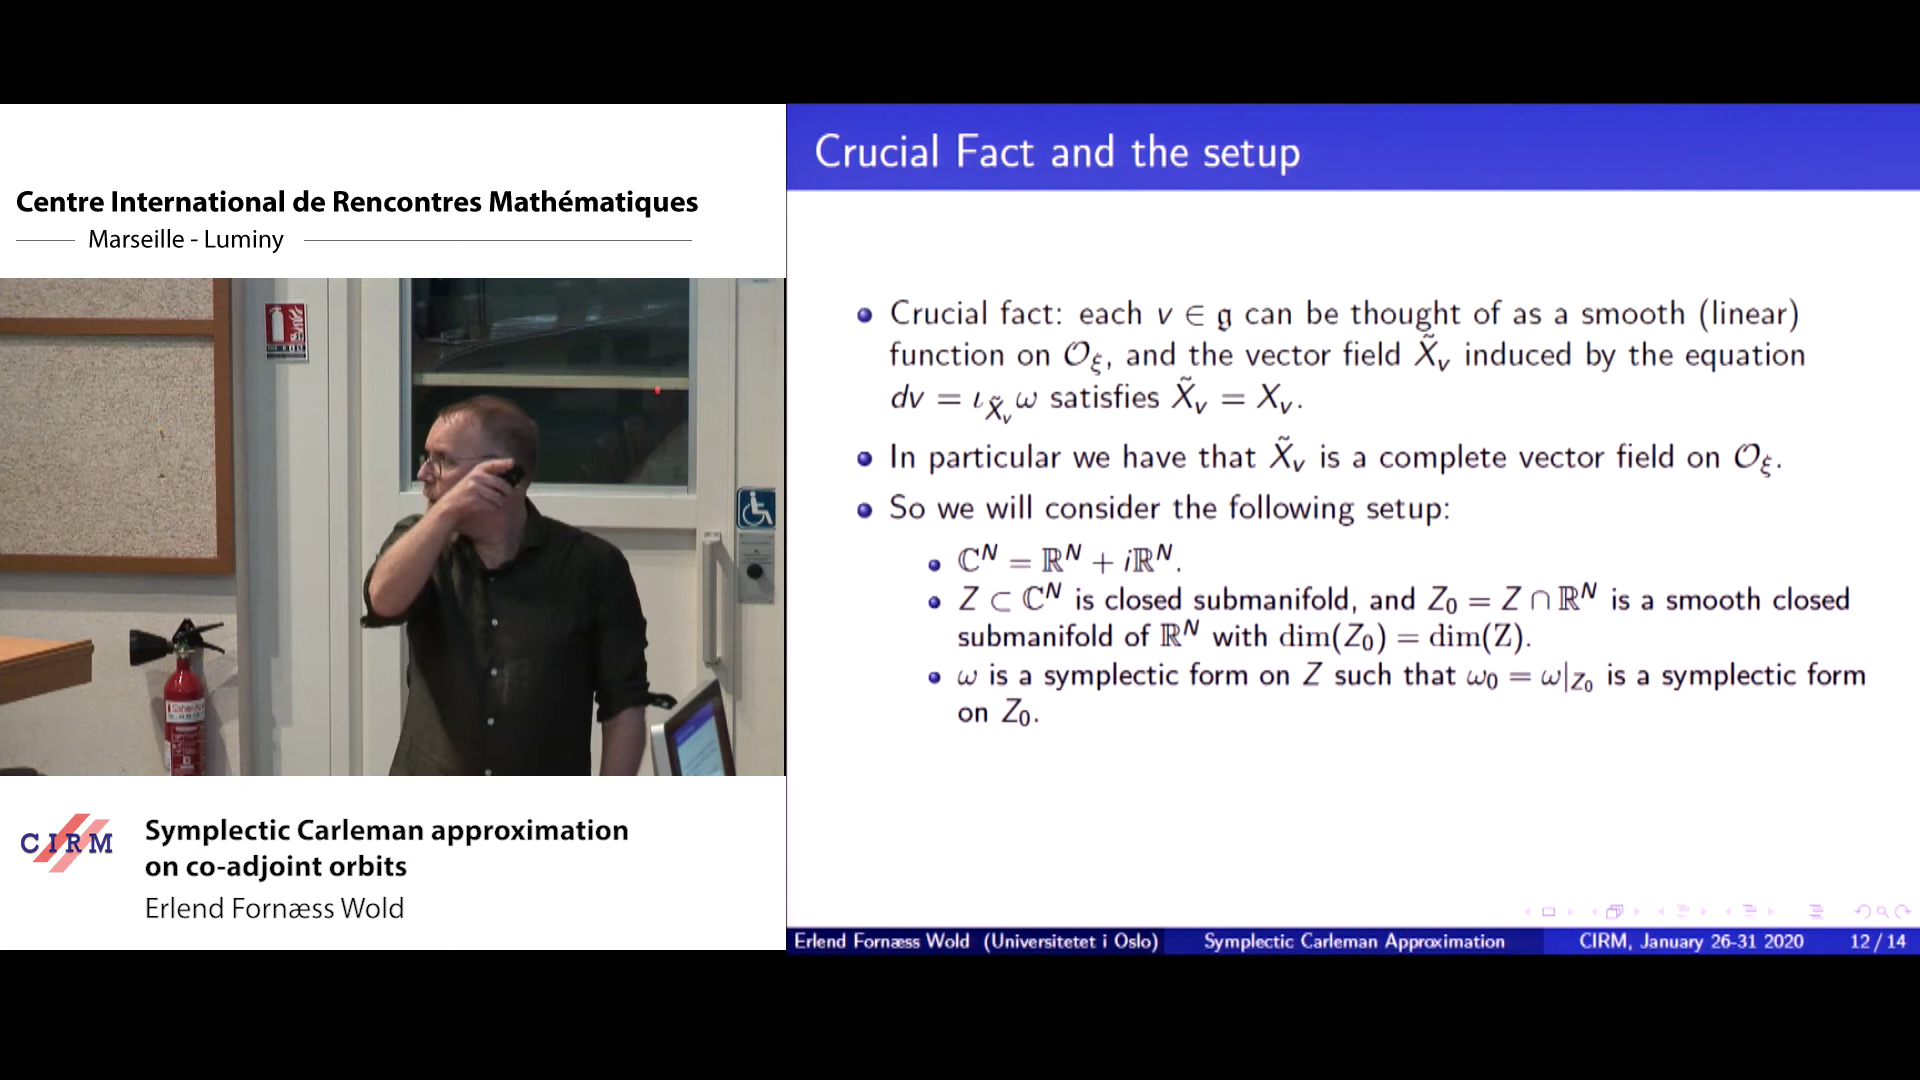 Centre International de Rencontres Mathématiques
Marseille - Luminy
CIRM
Symplectic Carleman approximation
on co-adjoint orbits
Erlend Fornæss Wold
Crucial Fact and the setup
Crucial fact: each v ∈ 𝔤 can be thought of as a smooth (linear)
function on 𝒪_ξ, and the vector field X̃_v induced by the equation
dv = ι_{X̃_v}ω satisfies X̃_v = X_v.
In particular we have that X̃_v is a complete vector field on 𝒪_ξ.
So we will consider the following setup:
ℂ^N = ℝ^N + iℝ^N.
Z ⊂ ℂ^N is closed submanifold, and Z_0 = Z ∩ ℝ^N is a smooth closed
submanifold of ℝ^N with dim(Z_0) = dim(Z).
ω is a symplectic form on Z such that ω_0 = ω|_{Z_0} is a symplectic form
on Z_0.
Erlend Fornæss Wold (Universitetet i Oslo) Symplectic Carleman Approximation CIRM, January 26-31 2020 12 / 14